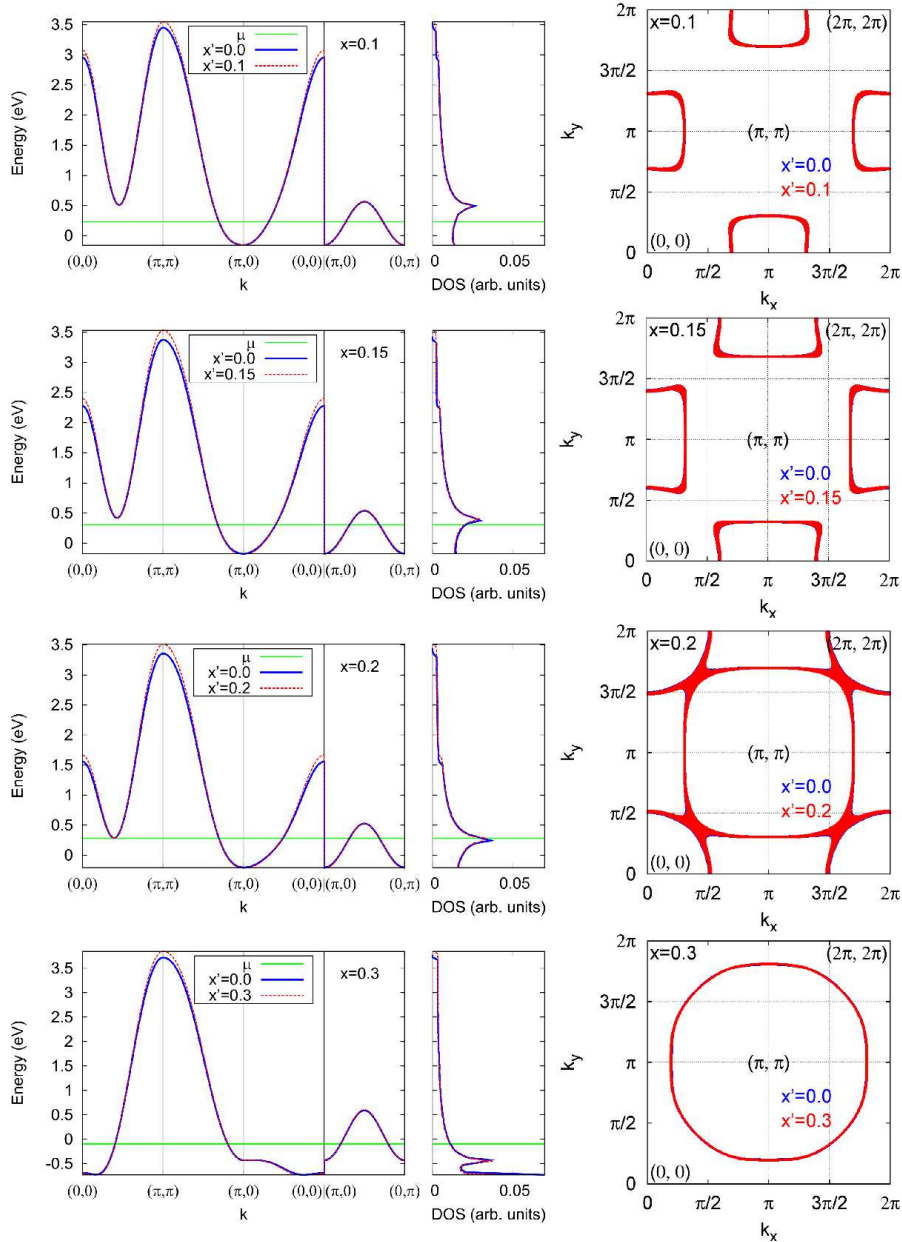 3.5
3
2.5
2
1.5
1
0.5
0
Energy (eV)
μ
x'=0.0
x'=0.1
x=0.1
(0,0) (π,π) (π,0) (0,0)|(π,0) (0,π)
k
0 0.05
DOS (arb. units)
2π
3π/2
π
π/2
0
k_y
x=0.1 (2π, 2π)
(π, π)
x'=0.0
x'=0.1
(0, 0)
0 π/2 π 3π/2 2π
k_x
3.5
3
2.5
2
1.5
1
0.5
0
Energy (eV)
μ
x'=0.0
x'=0.15
x=0.15
(0,0) (π,π) (π,0) (0,0)|(π,0) (0,π)
k
0 0.05
DOS (arb. units)
2π
3π/2
π
π/2
0
k_y
x=0.15 (2π, 2π)
(π, π)
x'=0.0
x'=0.15
(0, 0)
0 π/2 π 3π/2 2π
k_x
3.5
3
2.5
2
1.5
1
0.5
0
Energy (eV)
μ
x'=0.0
x'=0.2
x=0.2
(0,0) (π,π) (π,0) (0,0)|(π,0) (0,π)
k
0 0.05
DOS (arb. units)
2π
3π/2
π
π/2
0
k_y
x=0.2 (2π, 2π)
(π, π)
x'=0.0
x'=0.2
(0, 0)
0 π/2 π 3π/2 2π
k_x
3.5
3
2.5
2
1.5
1
0.5
0
-0.5
Energy (eV)
μ
x'=0.0
x'=0.3
x=0.3
(0,0) (π,π) (π,0) (0,0)|(π,0) (0,π)
k
0 0.05
DOS (arb. units)
2π
3π/2
π
π/2
0
k_y
x=0.3 (2π, 2π)
(π, π)
x'=0.0
x'=0.3
(0, 0)
0 π/2 π 3π/2 2π
k_x